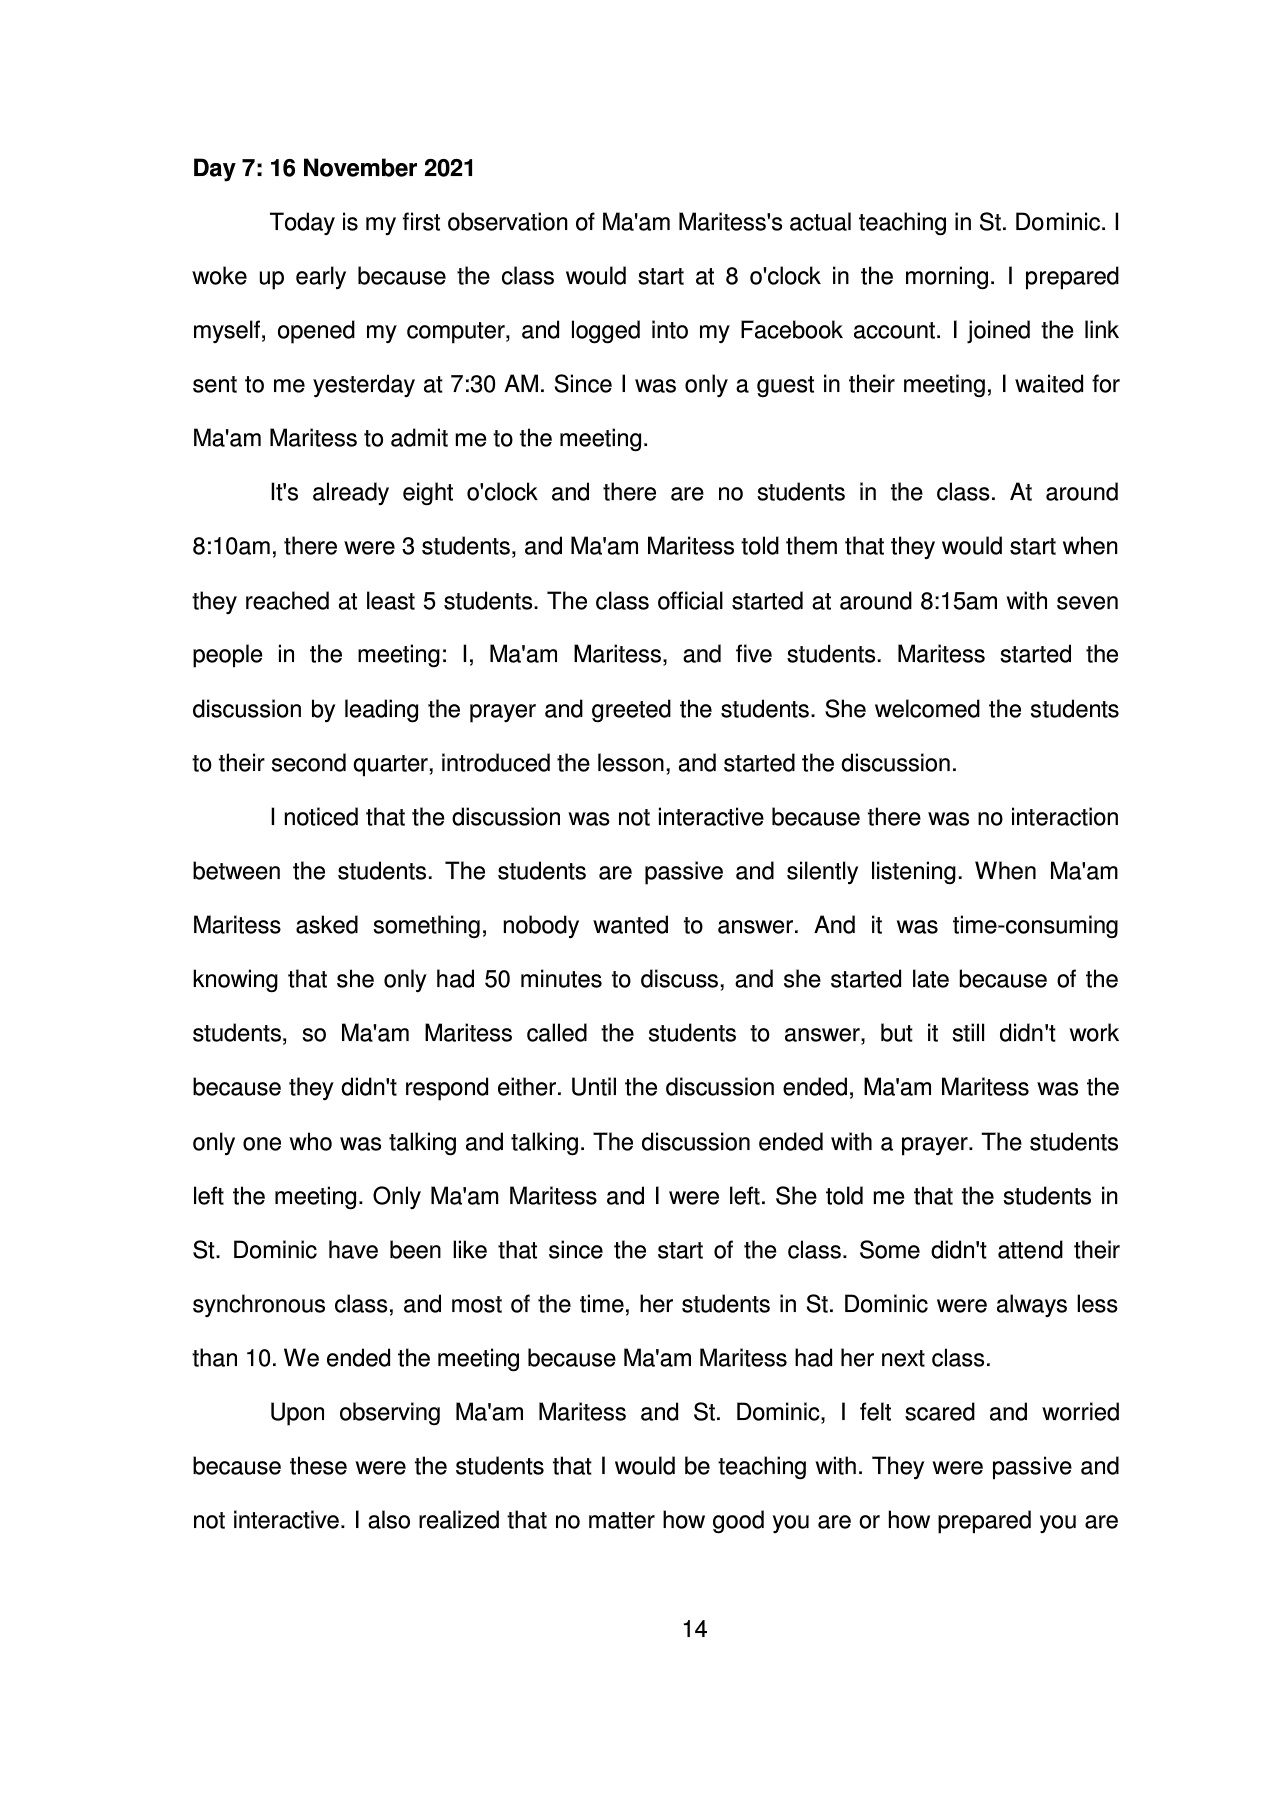 Day 7: 16 November 2021
Today is my first observation of Ma'am Maritess's actual teaching in St. Dominic. I
woke up early because the class would start at 8 o'clock in the morning. I prepared
myself, opened my computer, and logged into my Facebook account. I joined the link
sent to me yesterday at 7:30 AM. Since I was only a guest in their meeting, I waited for
Ma'am Maritess to admit me to the meeting.
It's already eight o'clock and there are no students in the class. At around
8:10am, there were 3 students, and Ma'am Maritess told them that they would start when
they reached at least 5 students. The class official started at around 8:15am with seven
people in the meeting: I, Ma'am Maritess, and five students. Maritess started the
discussion by leading the prayer and greeted the students. She welcomed the students
to their second quarter, introduced the lesson, and started the discussion.
I noticed that the discussion was not interactive because there was no interaction
between the students. The students are passive and silently listening. When Ma'am
Maritess asked something, nobody wanted to answer. And it was time-consuming
knowing that she only had 50 minutes to discuss, and she started late because of the
students, so Ma'am Maritess called the students to answer, but it still didn't work
because they didn't respond either. Until the discussion ended, Ma'am Maritess was the
only one who was talking and talking. The discussion ended with a prayer. The students
left the meeting. Only Ma'am Maritess and I were left. She told me that the students in
St. Dominic have been like that since the start of the class. Some didn't attend their
synchronous class, and most of the time, her students in St. Dominic were always less
than 10. We ended the meeting because Ma'am Maritess had her next class.
Upon observing Ma'am Maritess and St. Dominic, I felt scared and worried
because these were the students that I would be teaching with. They were passive and
not interactive. I also realized that no matter how good you are or how prepared you are
14